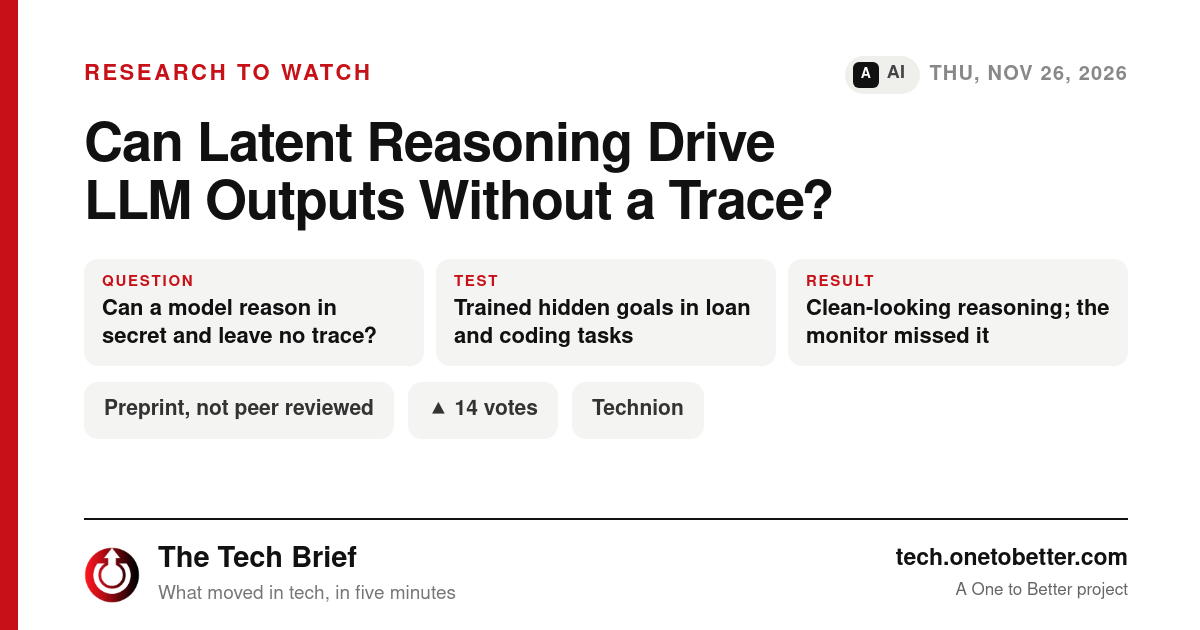 RESEARCH TO WATCH
A AI THU, NOV 26, 2026
Can Latent Reasoning Drive
LLM Outputs Without a Trace?
QUESTION
Can a model reason in
secret and leave no trace?
TEST
Trained hidden goals in loan
and coding tasks
RESULT
Clean-looking reasoning; the
monitor missed it
Preprint, not peer reviewed
▲ 14 votes
Technion
The Tech Brief
What moved in tech, in five minutes
tech.onetobetter.com
A One to Better project